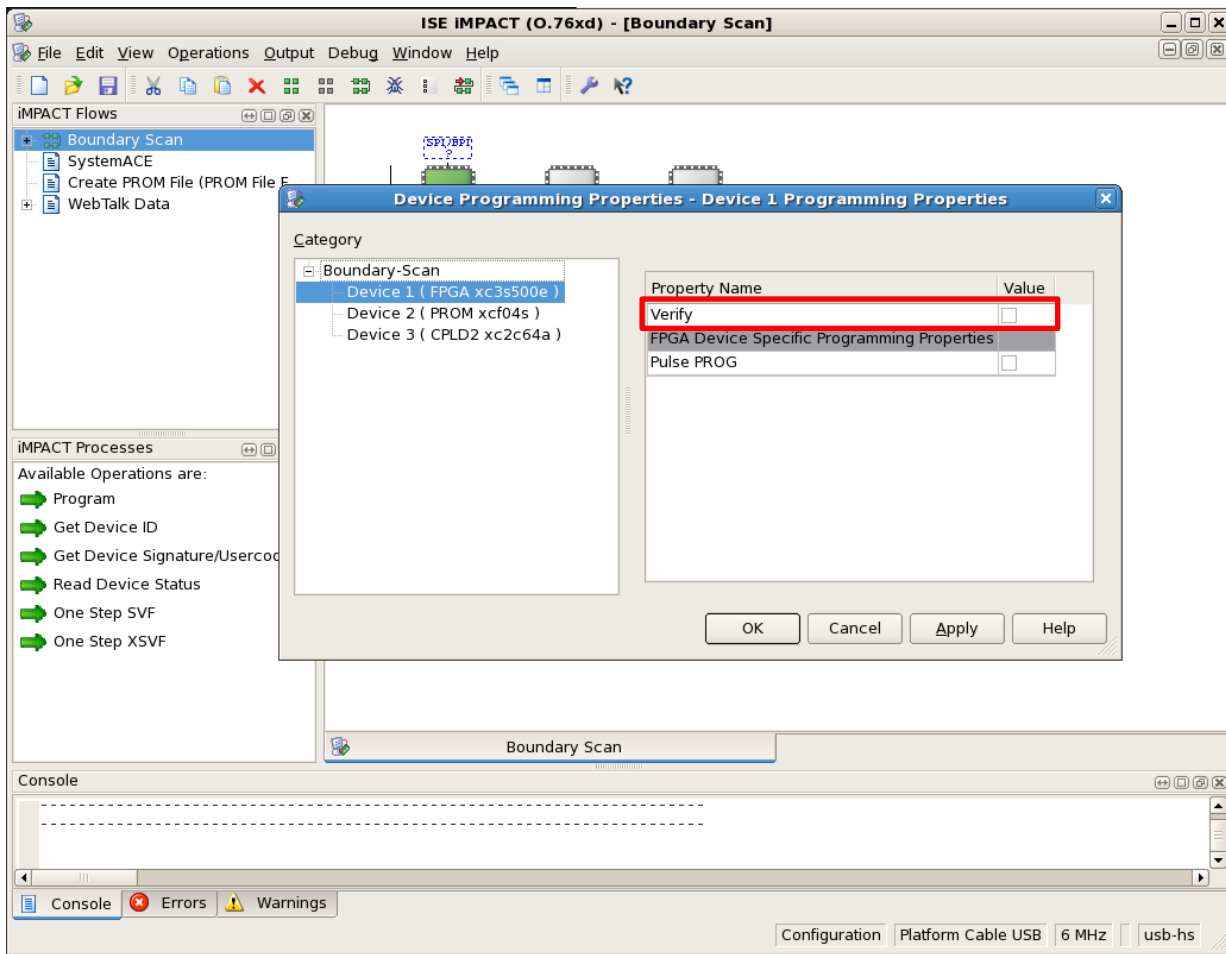 ISE iMPACT (O.76xd) - [Boundary Scan]
File Edit View Operations Output Debug Window Help
iMPACT Flows
Boundary Scan
SystemACE
Create PROM File (PROM File F
WebTalk Data
SPI/BPI
?
Device Programming Properties - Device 1 Programming Properties
Category
Boundary-Scan
Device 1 ( FPGA xc3s500e )
Device 2 ( PROM xcf04s )
Device 3 ( CPLD2 xc2c64a )
Property Name Value
Verify
FPGA Device Specific Programming Properties
Pulse PROG
OK Cancel Apply Help
iMPACT Processes
Available Operations are:
Program
Get Device ID
Get Device Signature/Usercod
Read Device Status
One Step SVF
One Step XSVF
Boundary Scan
Console
----------------------------------------------------------------------
----------------------------------------------------------------------
Console Errors Warnings
Configuration Platform Cable USB 6 MHz usb-hs